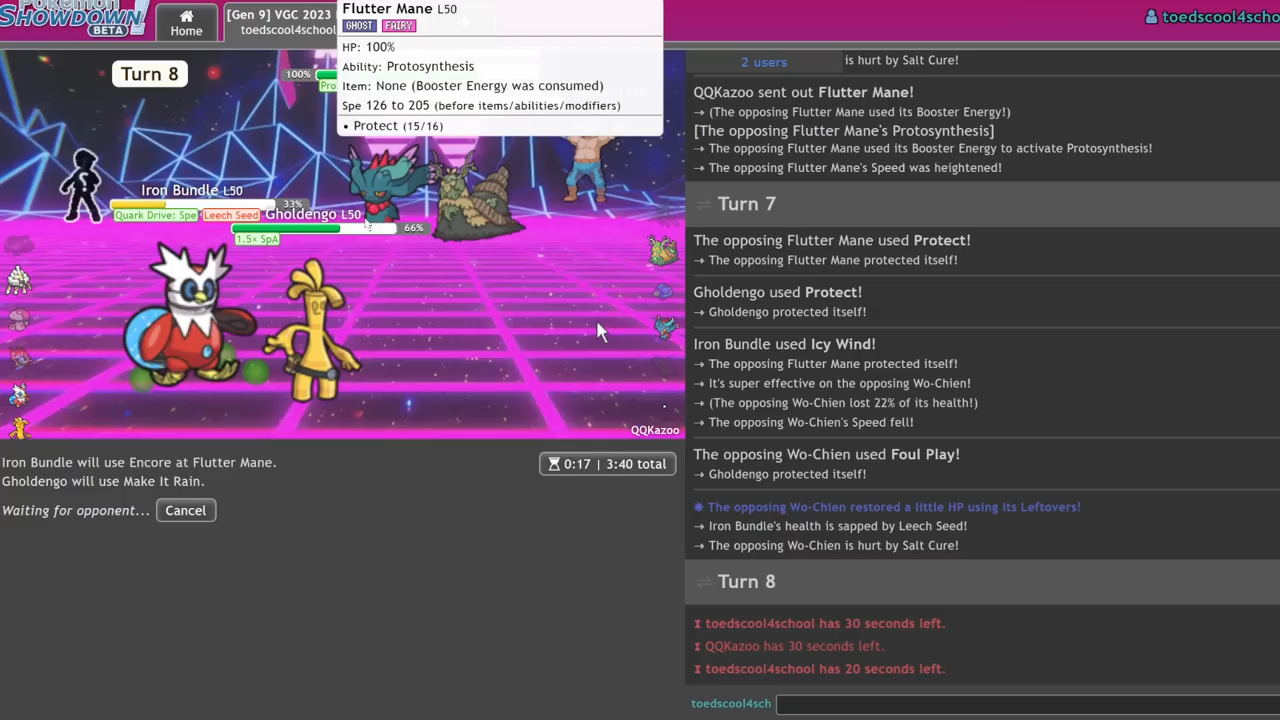 POKÉMON
SHOWDOWN!
BETA
Home
[Gen 9] VGC 2023
toedscool4school
toedscool4scho
Flutter Mane L50
GHOST FAIRY
HP: 100%
Ability: Protosynthesis
Item: None (Booster Energy was consumed)
Spe 126 to 205 (before items/abilities/modifiers)
• Protect (15/16)
Turn 8
100%
Pro
Iron Bundle L50
33%
Quark Drive: Spe Leech Seed
Gholdengo L50
66%
1.5× SpA
QQKazoo
Iron Bundle will use Encore at Flutter Mane.
Gholdengo will use Make It Rain.
Waiting for opponent... Cancel
0:17 | 3:40 total
2 users
is hurt by Salt Cure!
QQKazoo sent out Flutter Mane!
→ (The opposing Flutter Mane used its Booster Energy!)
[The opposing Flutter Mane's Protosynthesis]
→ The opposing Flutter Mane used its Booster Energy to activate Protosynthesis!
→ The opposing Flutter Mane's Speed was heightened!
Turn 7
The opposing Flutter Mane used Protect!
→ The opposing Flutter Mane protected itself!
Gholdengo used Protect!
→ Gholdengo protected itself!
Iron Bundle used Icy Wind!
→ The opposing Flutter Mane protected itself!
→ It's super effective on the opposing Wo-Chien!
→ (The opposing Wo-Chien lost 22% of its health!)
→ The opposing Wo-Chien's Speed fell!
The opposing Wo-Chien used Foul Play!
→ Gholdengo protected itself!
The opposing Wo-Chien restored a little HP using its Leftovers!
→ Iron Bundle's health is sapped by Leech Seed!
→ The opposing Wo-Chien is hurt by Salt Cure!
Turn 8
toedscool4school has 30 seconds left.
QQKazoo has 30 seconds left.
toedscool4school has 20 seconds left.
toedscool4sch